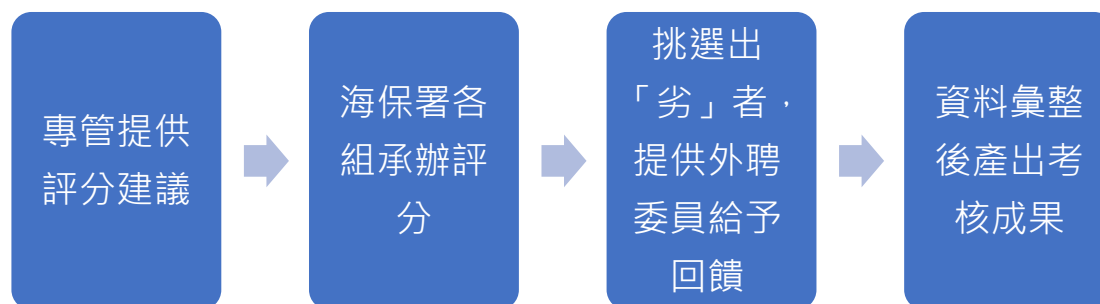 專管提供
評分建議
海保署各
組承辦評
分
挑選出
「劣」者，
提供外聘
委員給予
回饋
資料彙整
後產出考
核成果